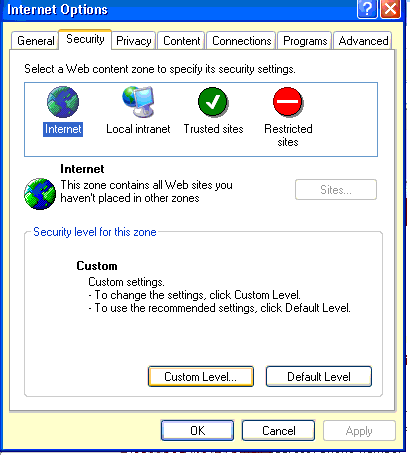 Internet Options
General Security Privacy Content Connections Programs Advanced
Select a Web content zone to specify its security settings.
Internet Local intranet Trusted sites Restricted sites
Internet
This zone contains all Web sites you
haven't placed in other zones
Sites...
Security level for this zone
Custom
Custom settings.
- To change the settings, click Custom Level.
- To use the recommended settings, click Default Level.
Custom Level... Default Level
OK Cancel Apply